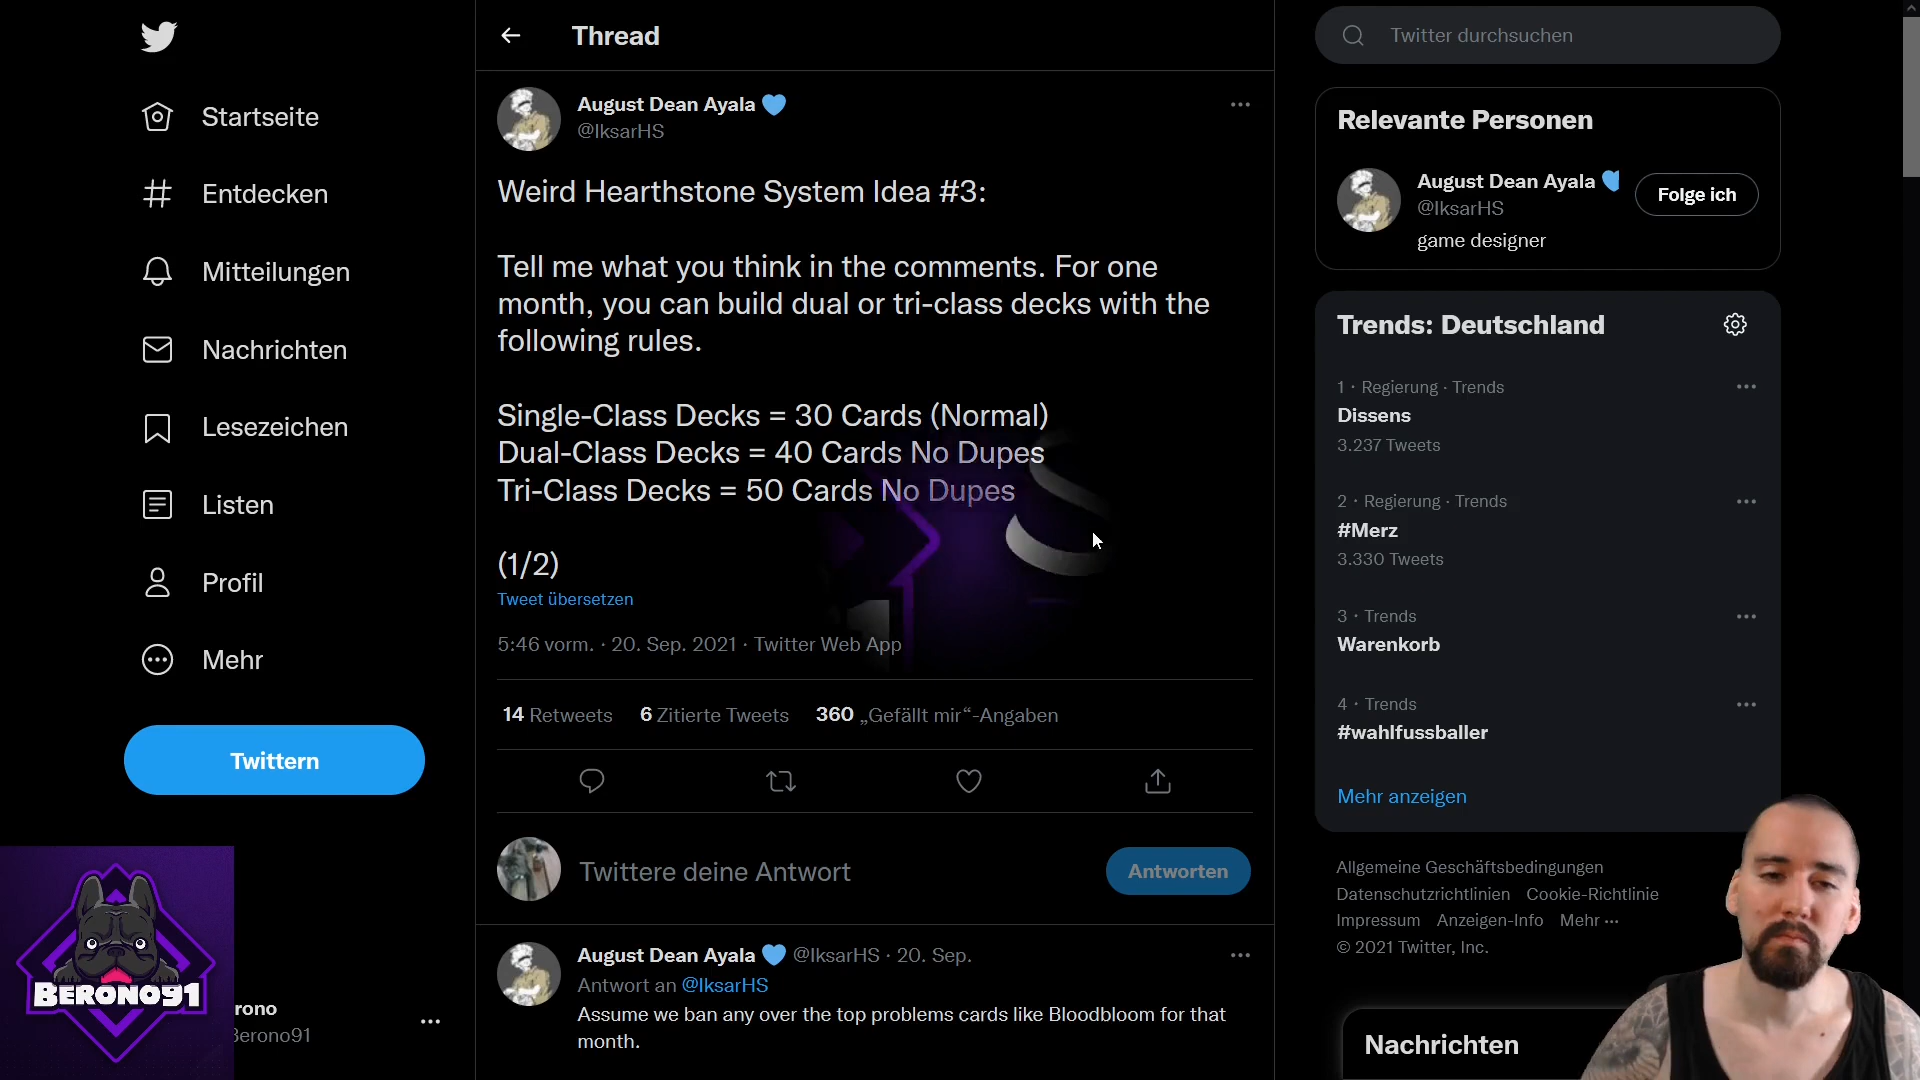 Thread
Twitter durchsuchen
Startseite
Entdecken
Mitteilungen
Nachrichten
Lesezeichen
Listen
Profil
Mehr
Twittern
BERONO91
rono
Berono91
August Dean Ayala 💙
@IksarHS
Weird Hearthstone System Idea #3:
Tell me what you think in the comments. For one
month, you can build dual or tri-class decks with the
following rules.
Single-Class Decks = 30 Cards (Normal)
Dual-Class Decks = 40 Cards No Dupes
Tri-Class Decks = 50 Cards No Dupes
(1/2)
Tweet übersetzen
5:46 vorm. · 20. Sep. 2021 · Twitter Web App
14 Retweets 6 Zitierte Tweets 360 „Gefällt mir“-Angaben
Twittere deine Antwort
Antworten
August Dean Ayala 💙 @IksarHS · 20. Sep.
Antwort an @IksarHS
Assume we ban any over the top problems cards like Bloodbloom for that
month.
Relevante Personen
August Dean Ayala 💙
@IksarHS
Folge ich
game designer
Trends: Deutschland
1 · Regierung · Trends
Dissens
3.237 Tweets
2 · Regierung · Trends
#Merz
3.330 Tweets
3 · Trends
Warenkorb
4 · Trends
#wahlfussballer
Mehr anzeigen
Allgemeine Geschäftsbedingungen
Datenschutzrichtlinien Cookie-Richtlinie
Impressum Anzeigen-Info Mehr ···
© 2021 Twitter, Inc.
Nachrichten